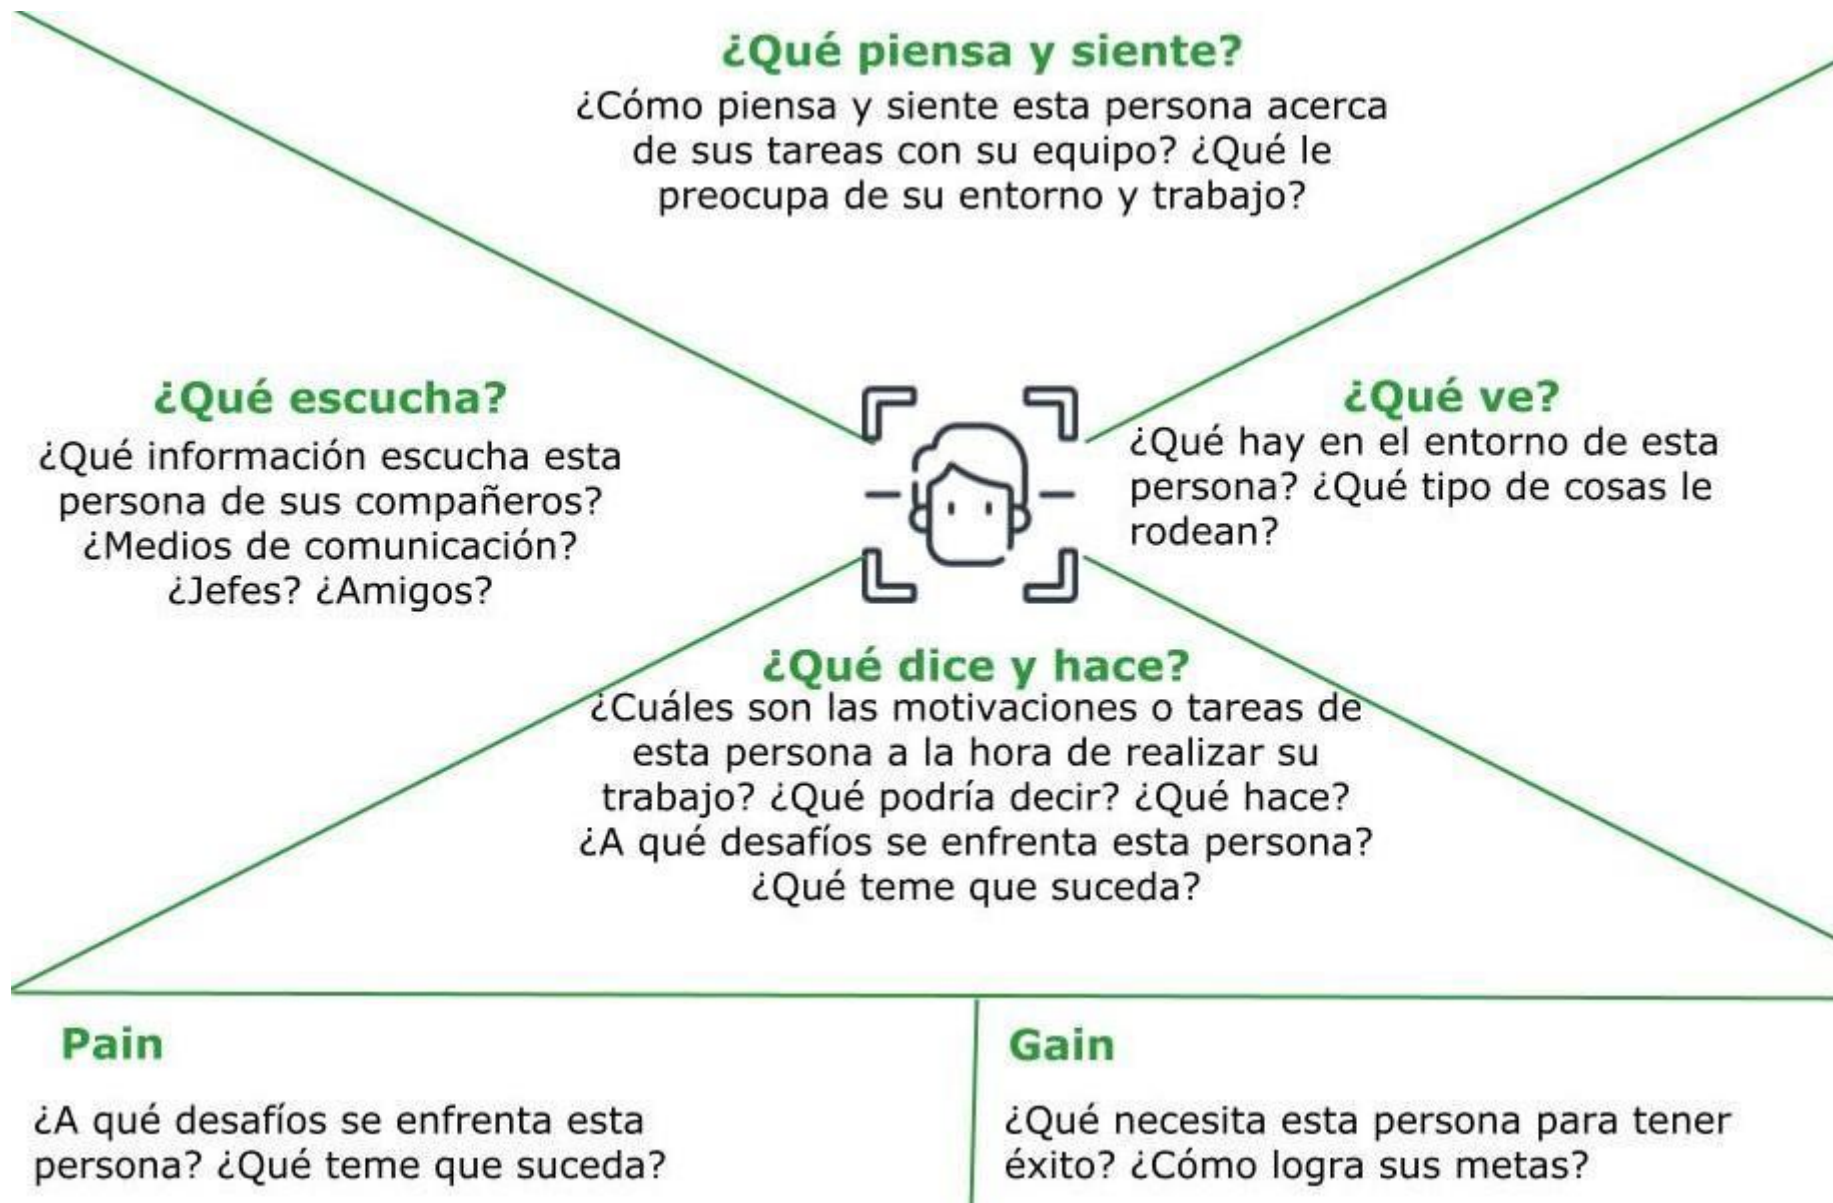 ¿Qué piensa y siente?
¿Cómo piensa y siente esta persona acerca
de sus tareas con su equipo? ¿Qué le
preocupa de su entorno y trabajo?
¿Qué escucha?
¿Qué información escucha esta
persona de sus compañeros?
¿Medios de comunicación?
¿Jefes? ¿Amigos?
¿Qué ve?
¿Qué hay en el entorno de esta
persona? ¿Qué tipo de cosas le
rodean?
¿Qué dice y hace?
¿Cuáles son las motivaciones o tareas de
esta persona a la hora de realizar su
trabajo? ¿Qué podría decir? ¿Qué hace?
¿A qué desafíos se enfrenta esta persona?
¿Qué teme que suceda?
Pain
¿A qué desafíos se enfrenta esta
persona? ¿Qué teme que suceda?
Gain
¿Qué necesita esta persona para tener
éxito? ¿Cómo logra sus metas?